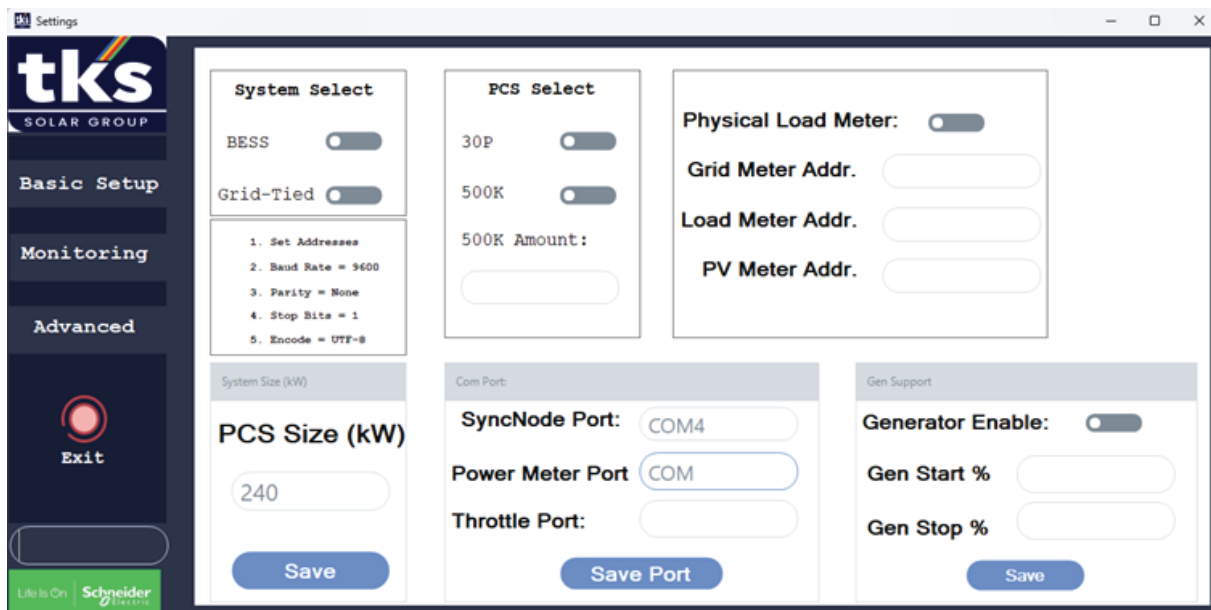 tks Settings
tks
SOLAR GROUP
Basic Setup
Monitoring
Advanced
Exit
Life Is On Schneider Electric
System Select
BESS
Grid-Tied
1. Set Addresses
2. Baud Rate = 9600
3. Parity = None
4. Stop Bits = 1
5. Encode = UTF-8
PCS Select
30P
500K
500K Amount:
Physical Load Meter:
Grid Meter Addr.
Load Meter Addr.
PV Meter Addr.
System Size (kW)
PCS Size (kW)
240
Save
Com Port:
SyncNode Port: COM4
Power Meter Port COM
Throttle Port:
Save Port
Gen Support
Generator Enable:
Gen Start %
Gen Stop %
Save